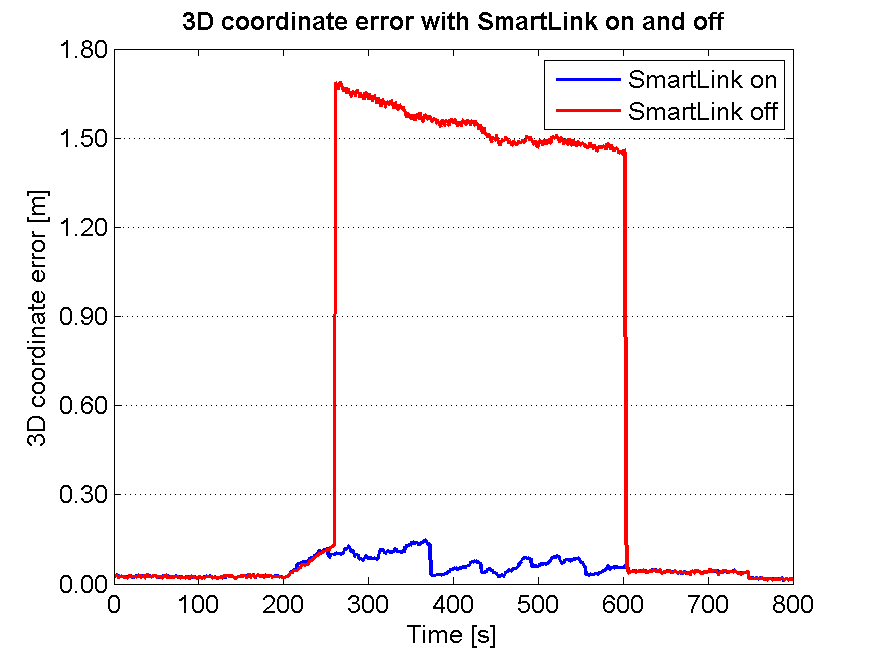 3D coordinate error with SmartLink on and off
1.80
SmartLink on
SmartLink off
1.50
1.20
0.90
0.60
0.30
0.00
3D coordinate error [m]
0 100 200 300 400 500 600 700 800
Time [s]